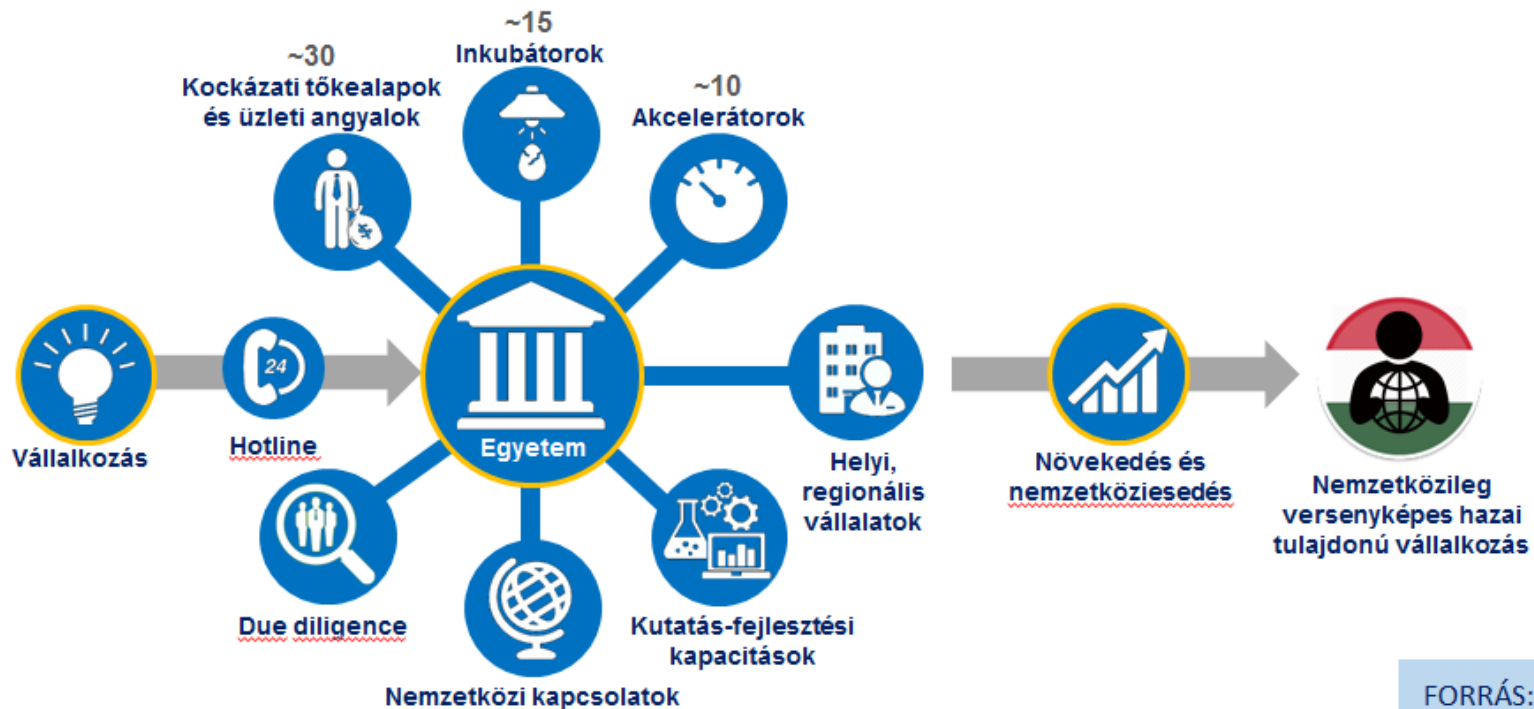 ~15
Inkubátorok
~30
Kockázati tőkealapok
és üzleti angyalok
~10
Akcelerátorok
$
24
Vállalkozás
Hotline
Egyetem
Helyi,
regionális
vállalatok
Növekedés és
nemzetköziesedés
Nemzetközileg
versenyképes hazai
tulajdonú vállalkozás
Due diligence
Nemzetközi kapcsolatok
Kutatás-fejlesztési
kapacitások
FORRÁS: